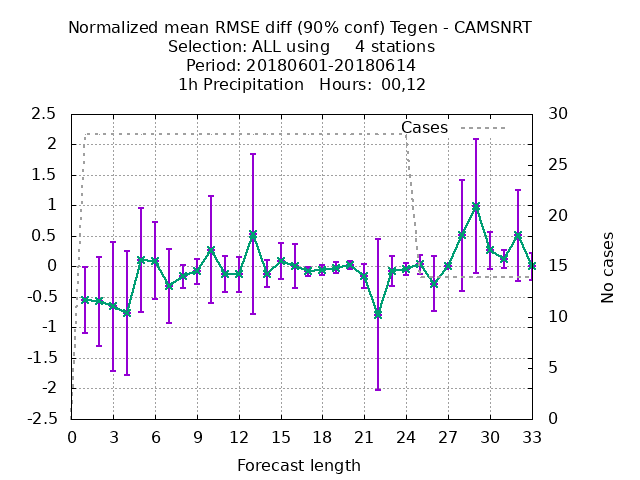 Normalized mean RMSE diff (90% conf) Tegen - CAMSNRT
Selection: ALL using     4 stations
Period: 20180601-20180614
1h Precipitation   Hours: 00,12
Cases
2.5
2
1.5
1
0.5
0
-0.5
-1
-1.5
-2
-2.5
30
25
20
15
10
5
0
No cases
0 3 6 9 12 15 18 21 24 27 30 33
Forecast length